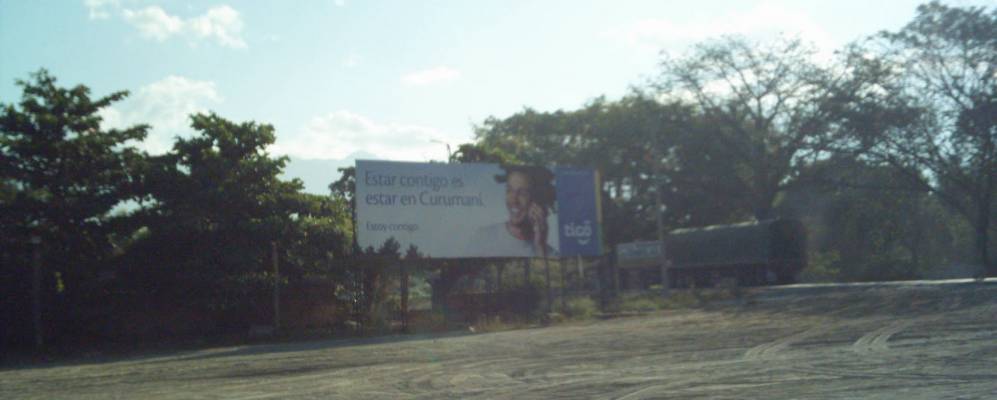 Estar contigo es
estar en Curumaní.
Estoy contigo.
tigo